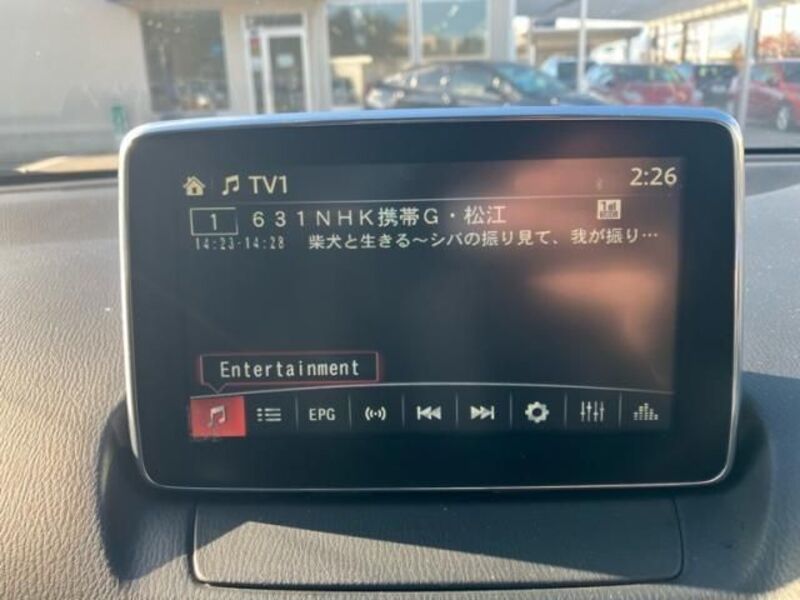 TV1 2:26
1 631NHK携帯G・松江 1st
14:23-14:28 柴犬と生きる～シバの振り見て、我が振り…
Entertainment
EPG